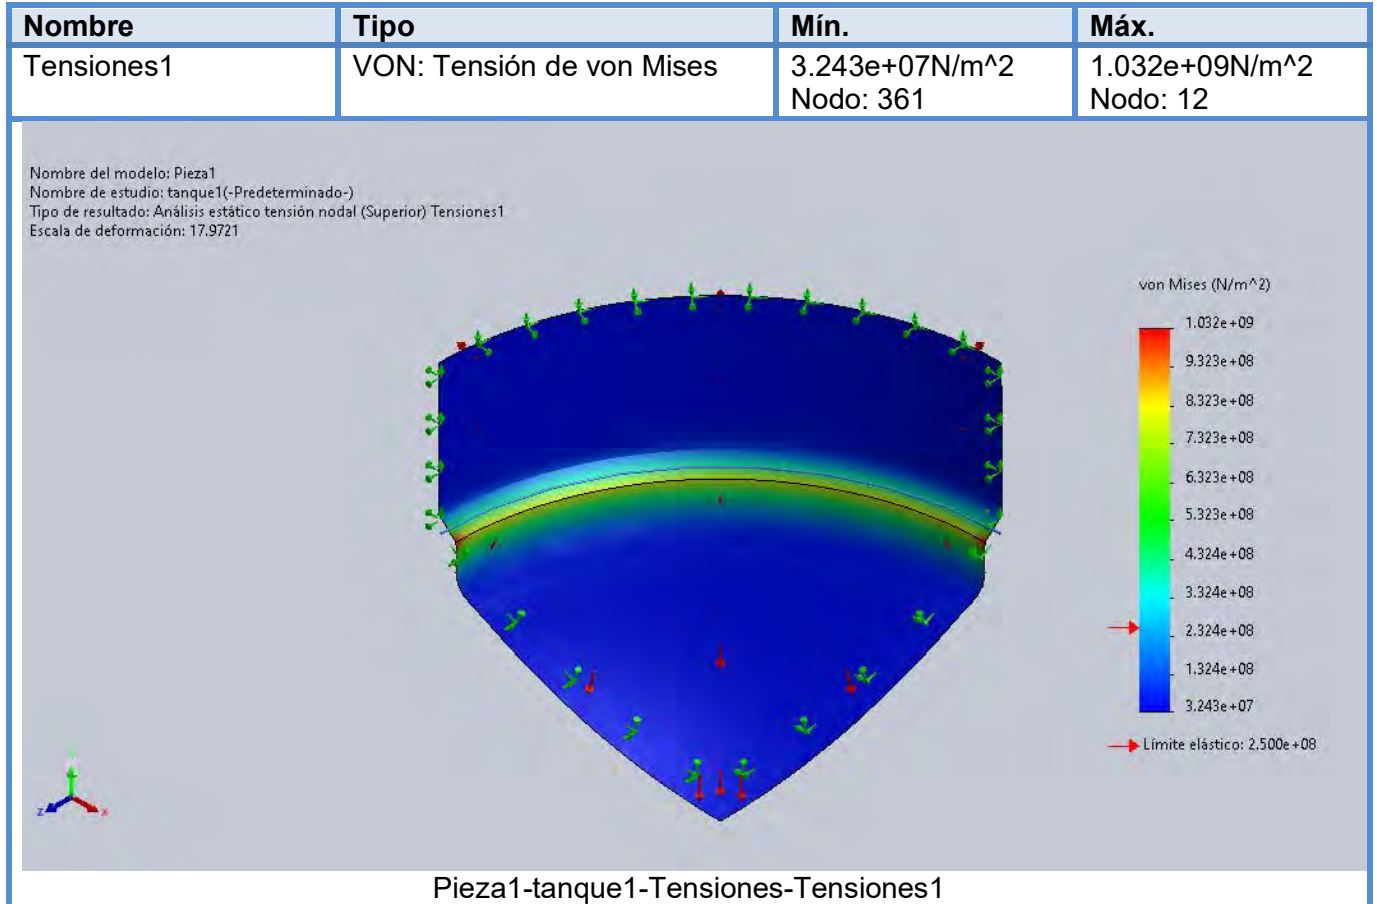 Nombre Tipo Mín. Máx.
Tensiones1 VON: Tensión de von Mises 3.243e+07N/m^2 1.032e+09N/m^2
Nodo: 361 Nodo: 12
Nombre del modelo: Pieza1
Nombre de estudio: tanque1(-Predeterminado-)
Tipo de resultado: Análisis estático tensión nodal (Superior) Tensiones1
Escala de deformación: 17.9721
von Mises (N/m^2)
1.032e+09
9.323e+08
8.323e+08
7.323e+08
6.323e+08
5.323e+08
4.324e+08
3.324e+08
2.324e+08
1.324e+08
3.243e+07
Límite elástico: 2.500e+08
Z X
Pieza1-tanque1-Tensiones-Tensiones1